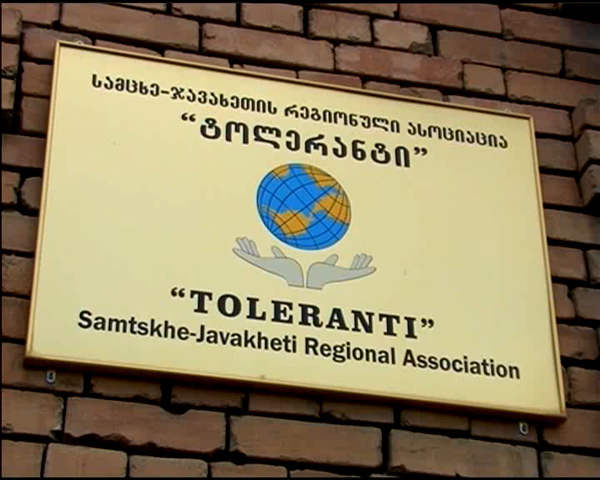 სამცხე-ჯავახეთის რეგიონული ასოციაცია
“ტოლერანტი”
“TOLERANTI”
Samtskhe-Javakheti Regional Association